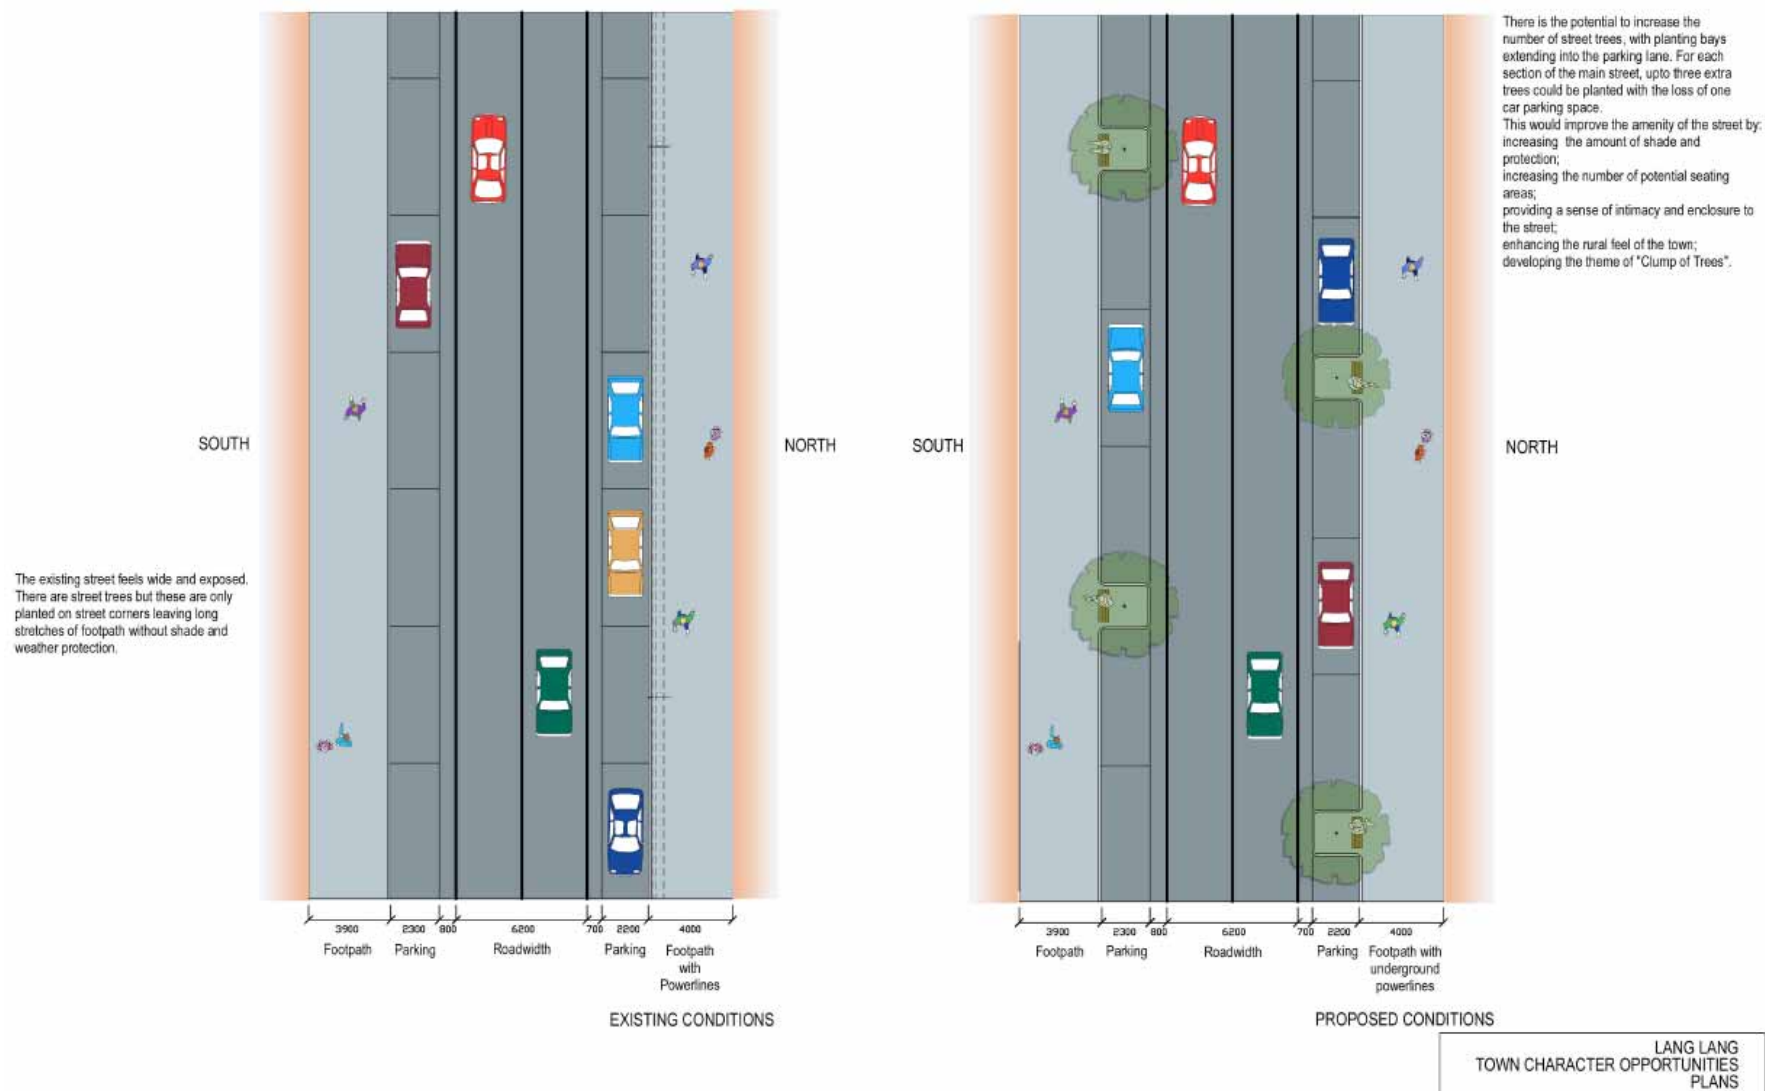 There is the potential to increase the
number of street trees, with planting bays
extending into the parking lane. For each
section of the main street, upto three extra
trees could be planted with the loss of one
car parking space.
This would improve the amenity of the street by:
increasing the amount of shade and
protection;
increasing the number of potential seating
areas;
providing a sense of intimacy and enclosure to
the street;
enhancing the rural feel of the town;
developing the theme of "Clump of Trees".
SOUTH
NORTH
SOUTH
NORTH
The existing street feels wide and exposed.
There are street trees but these are only
planted on street corners leaving long
stretches of footpath without shade and
weather protection.
3900 2300 800 6200 700 2200 4000
Footpath Parking Roadwidth Parking Footpath
with
Powerlines
EXISTING CONDITIONS
3900 2300 800 6200 700 2200 4000
Footpath Parking Roadwidth Parking Footpath with
underground
powerlines
PROPOSED CONDITIONS
LANG LANG
TOWN CHARACTER OPPORTUNITIES
PLANS